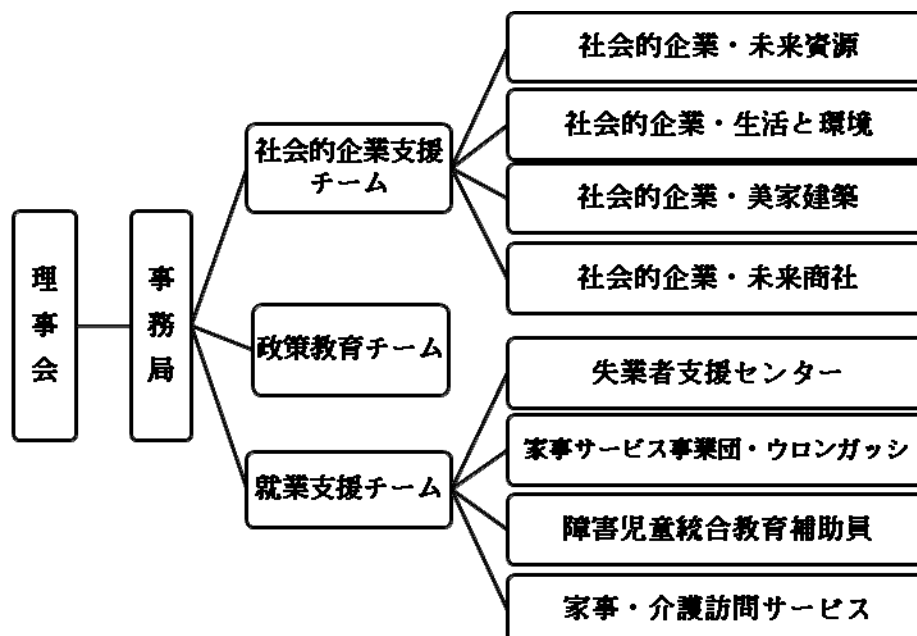 理事会
事務局
社会的企業支援
チーム
政策教育チーム
就業支援チーム
社会的企業・未来資源
社会的企業・生活と環境
社会的企業・美家建築
社会的企業・未来商社
失業者支援センター
家事サービス事業団・ウロンガッシ
障害児童統合教育補助員
家事・介護訪問サービス